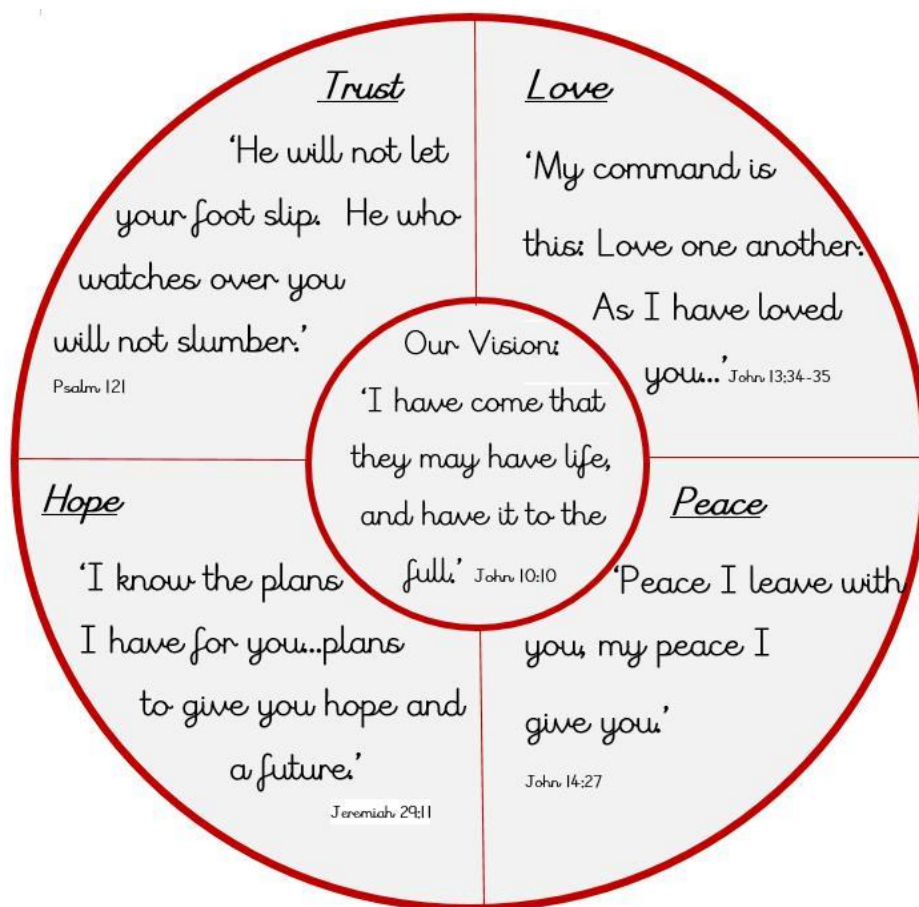 Trust
‘He will not let
your foot slip. He who
watches over you
will not slumber.’
Psalm 121
Love
‘My command is
this: Love one another.
As I have loved
you...’ John 13:34-35
Our Vision:
‘I have come that
they may have life,
and have it to the
full.’ John 10:10
Hope
‘I know the plans
I have for you...plans
to give you hope and
a future.’
Jeremiah 29:11
Peace
‘Peace I leave with
you; my peace I
give you.’
John 14:27